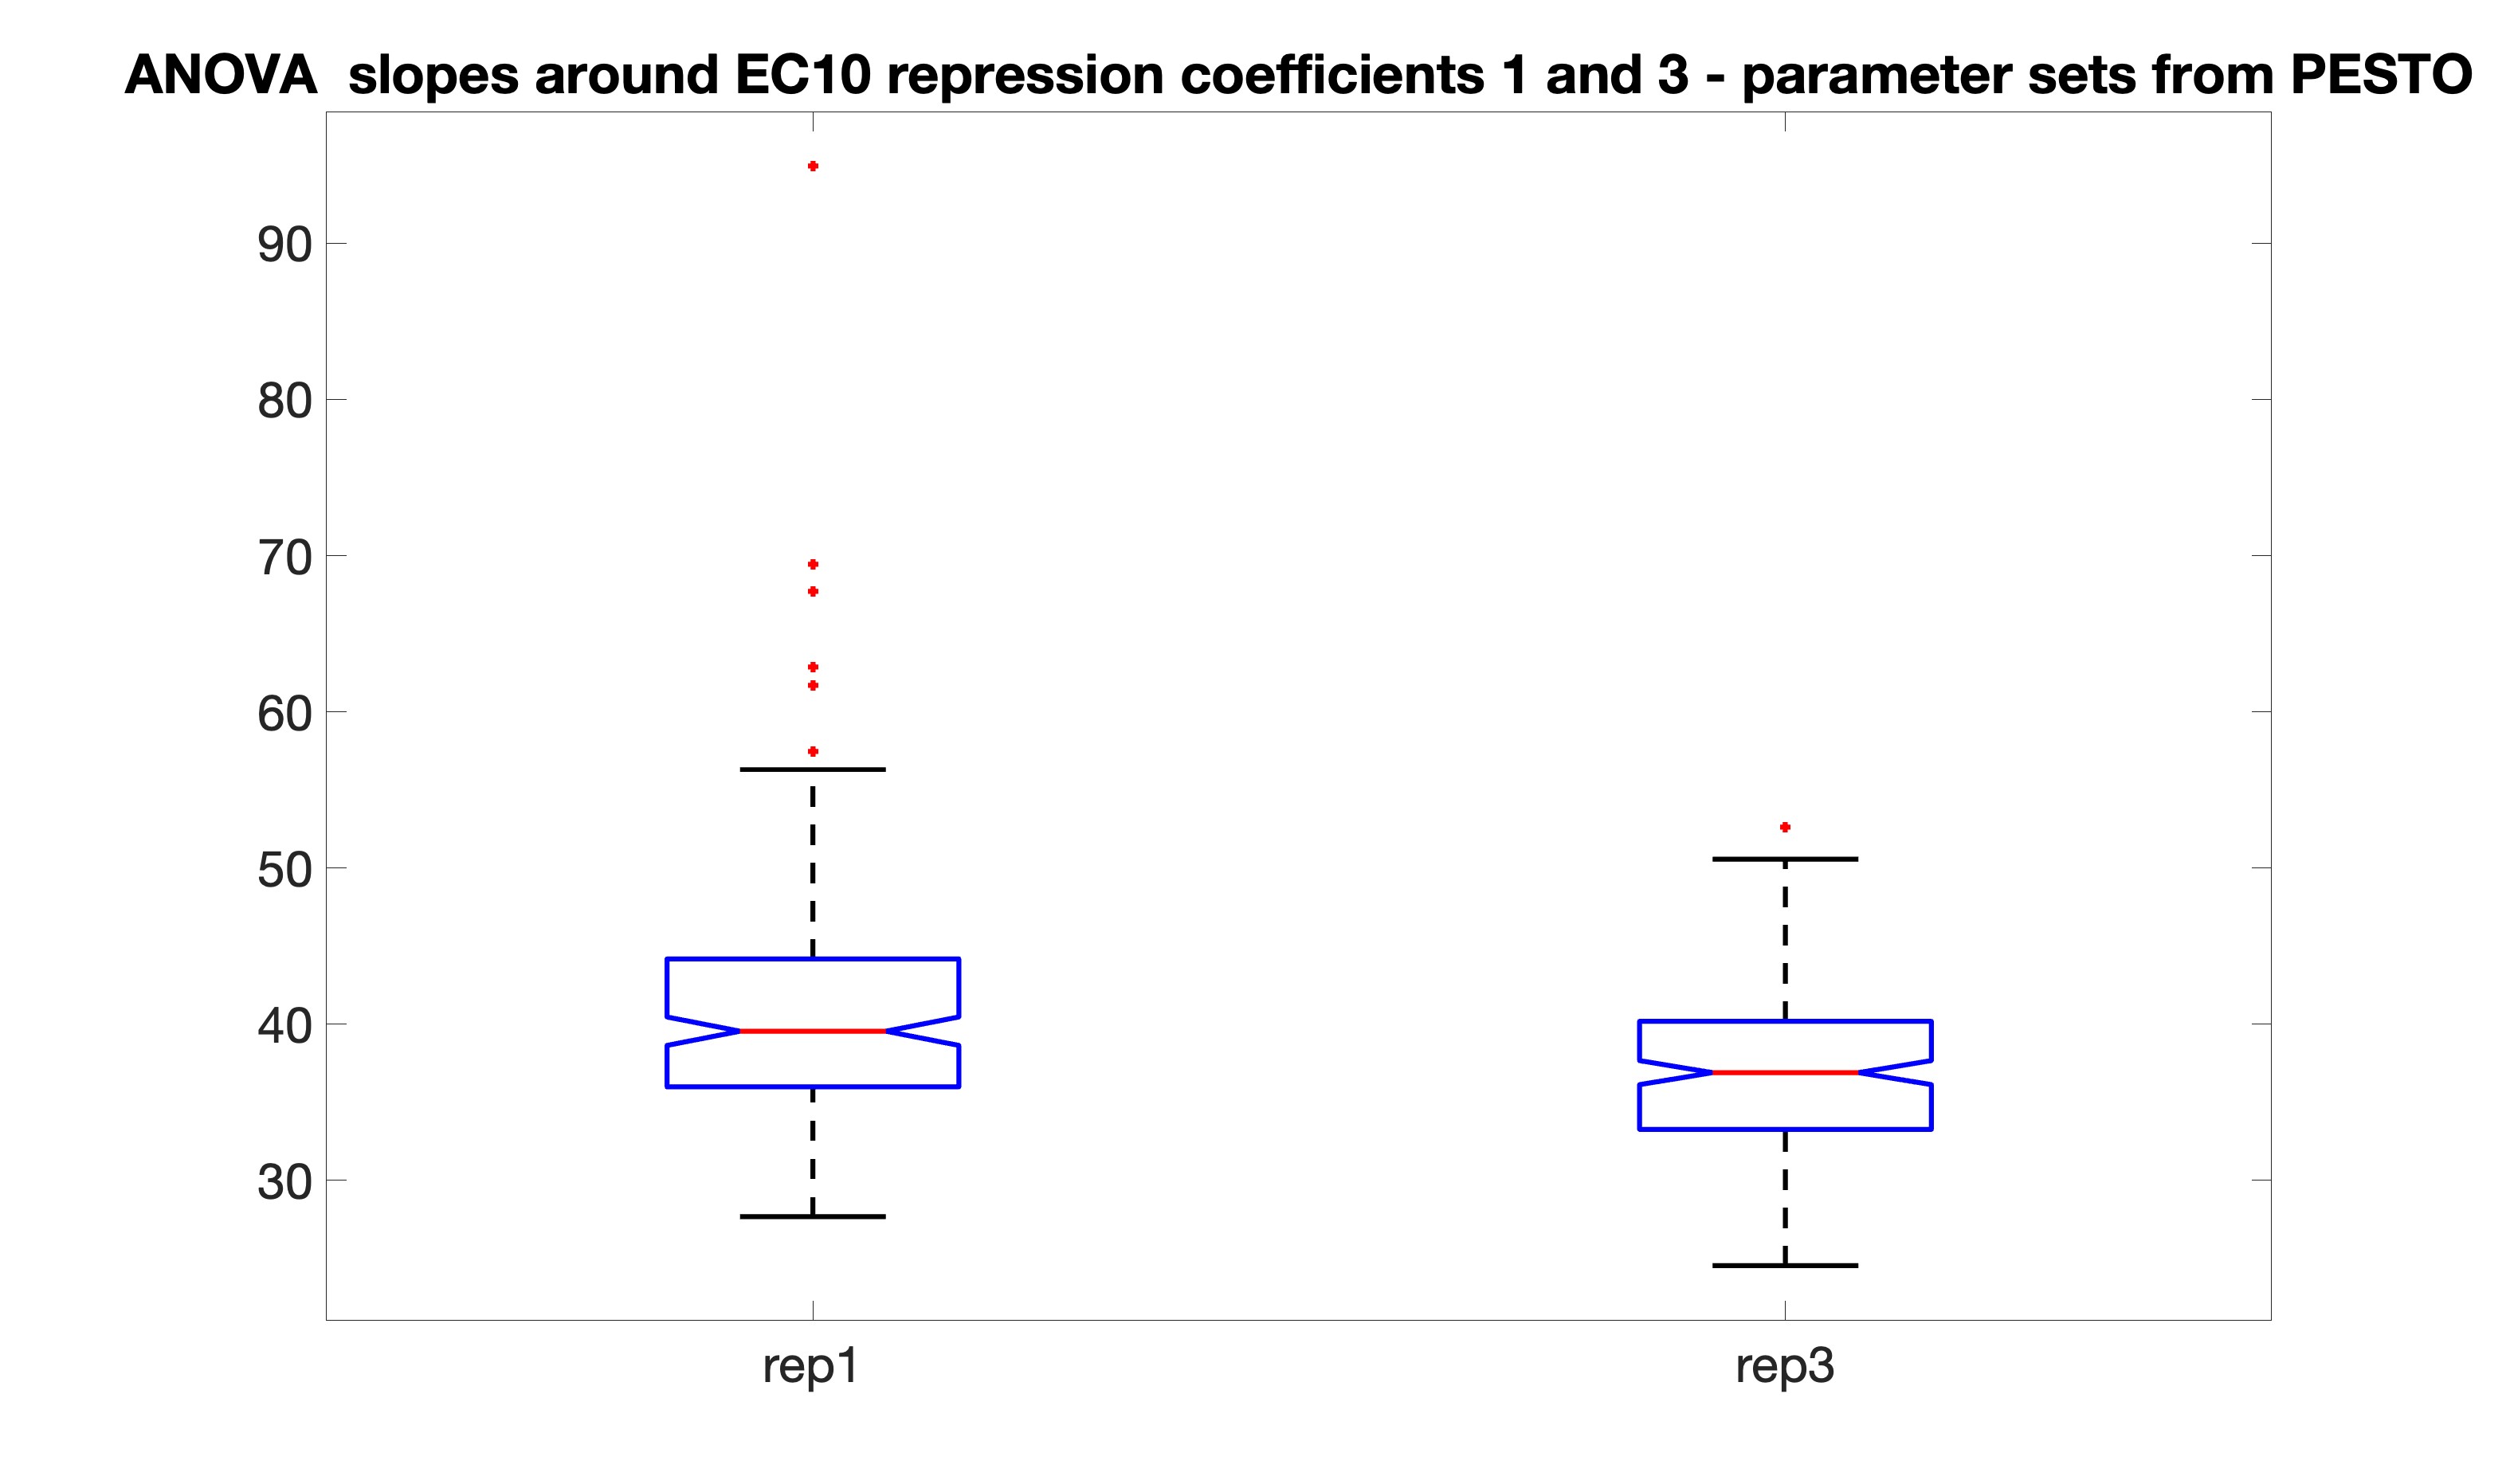 ANOVA  slopes around EC10 repression coefficients 1 and 3 - parameter sets from PESTO
90
80
70
60
50
40
30
rep1
rep3